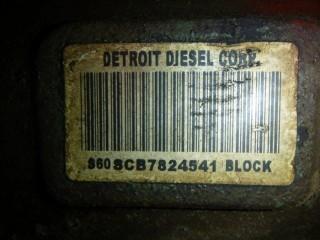 DETROIT DIESEL CORP.
S60 SCB7824541 BLOCK